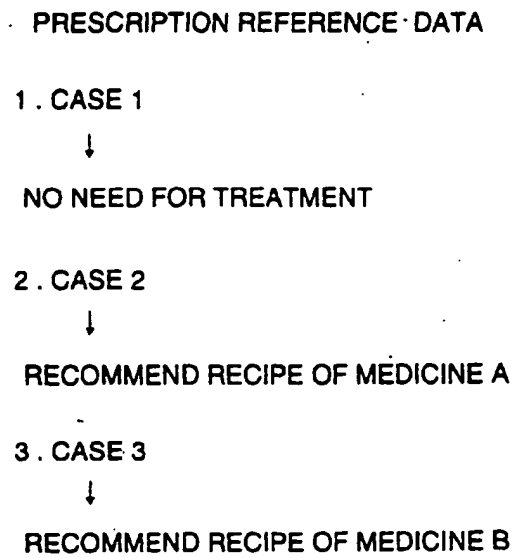 PRESCRIPTION REFERENCE DATA
1 . CASE 1
↓
NO NEED FOR TREATMENT
2 . CASE 2
↓
RECOMMEND RECIPE OF MEDICINE A
3 . CASE 3
↓
RECOMMEND RECIPE OF MEDICINE B